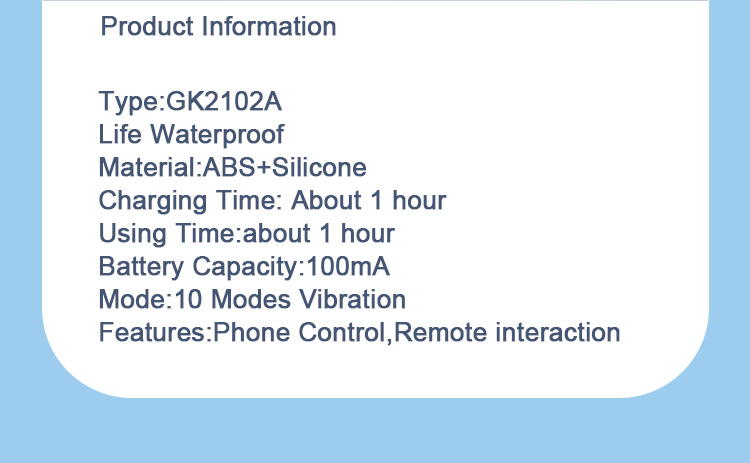 Product Information
Type:GK2102A
Life Waterproof
Material:ABS+Silicone
Charging Time: About 1 hour
Using Time:about 1 hour
Battery Capacity:100mA
Mode:10 Modes Vibration
Features:Phone Control,Remote interaction